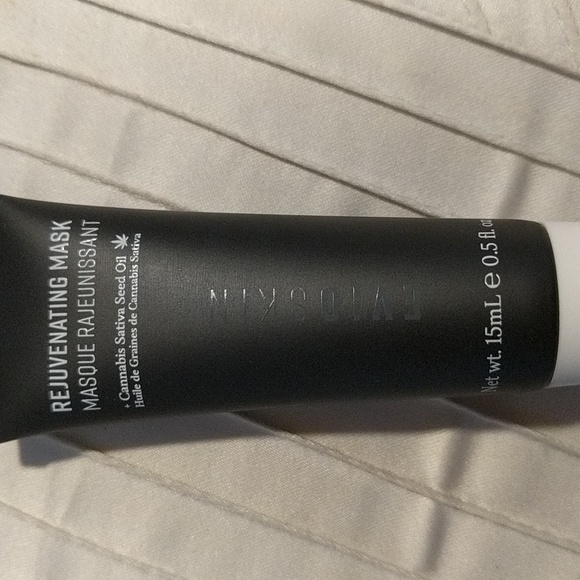 REJUVENATING MASK
MASQUE RAJEUNISSANT
+ Cannabis Sativa Seed Oil
Huile de Graines de Cannabis Sativa
Net wt. 15mL e 0.5 fl. oz